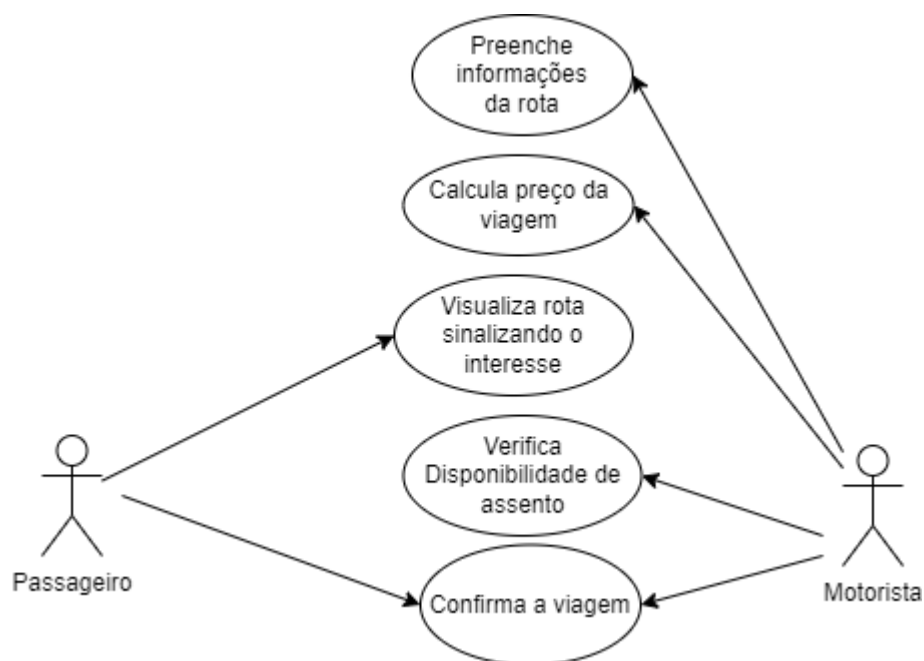 Preenche
informações
da rota
Calcula preço da
viagem
Visualiza rota
sinalizando o
interesse
Verifica
Disponibilidade de
assento
Passageiro
Confirma a viagem
Motorista